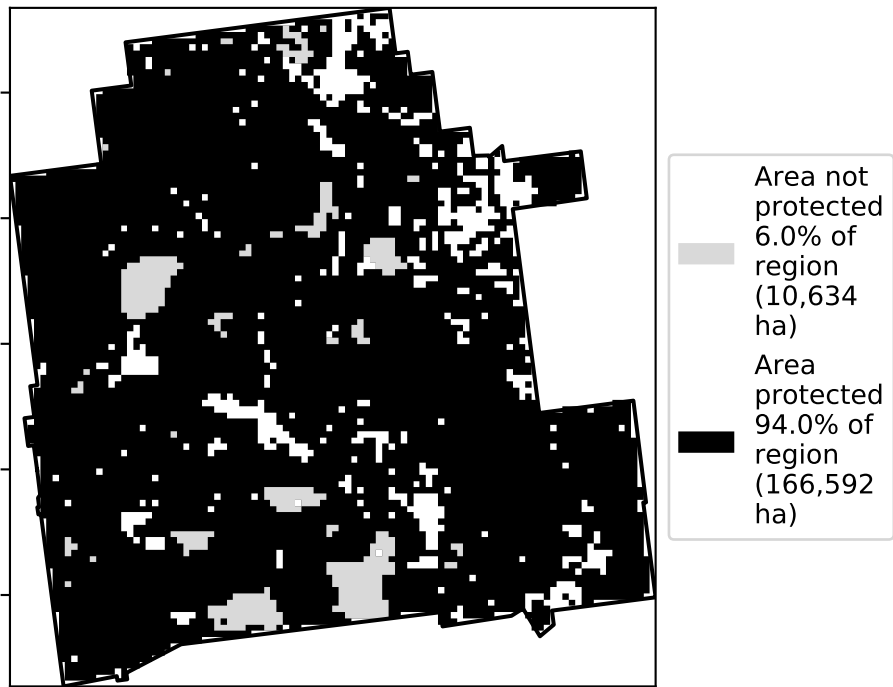 Area not
protected
6.0% of
region
(10,634
ha)
Area
protected
94.0% of
region
(166,592
ha)